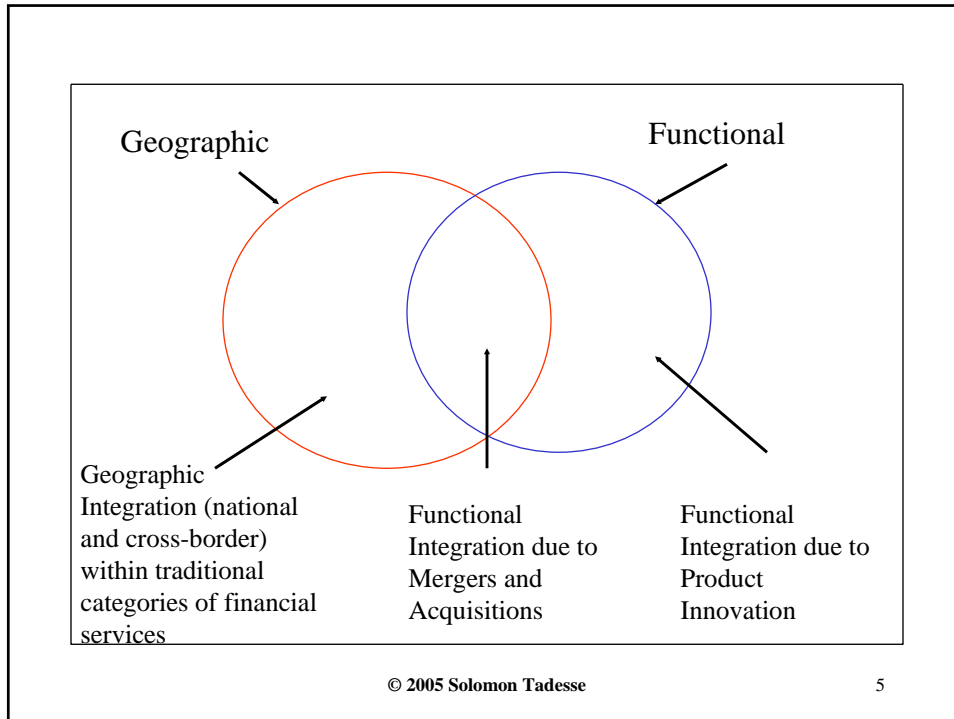 Geographic
Functional
Geographic
Integration (national
and cross-border)
within traditional
categories of financial
services
Functional
Integration due to
Mergers and
Acquisitions
Functional
Integration due to
Product
Innovation
© 2005 Solomon Tadesse
5